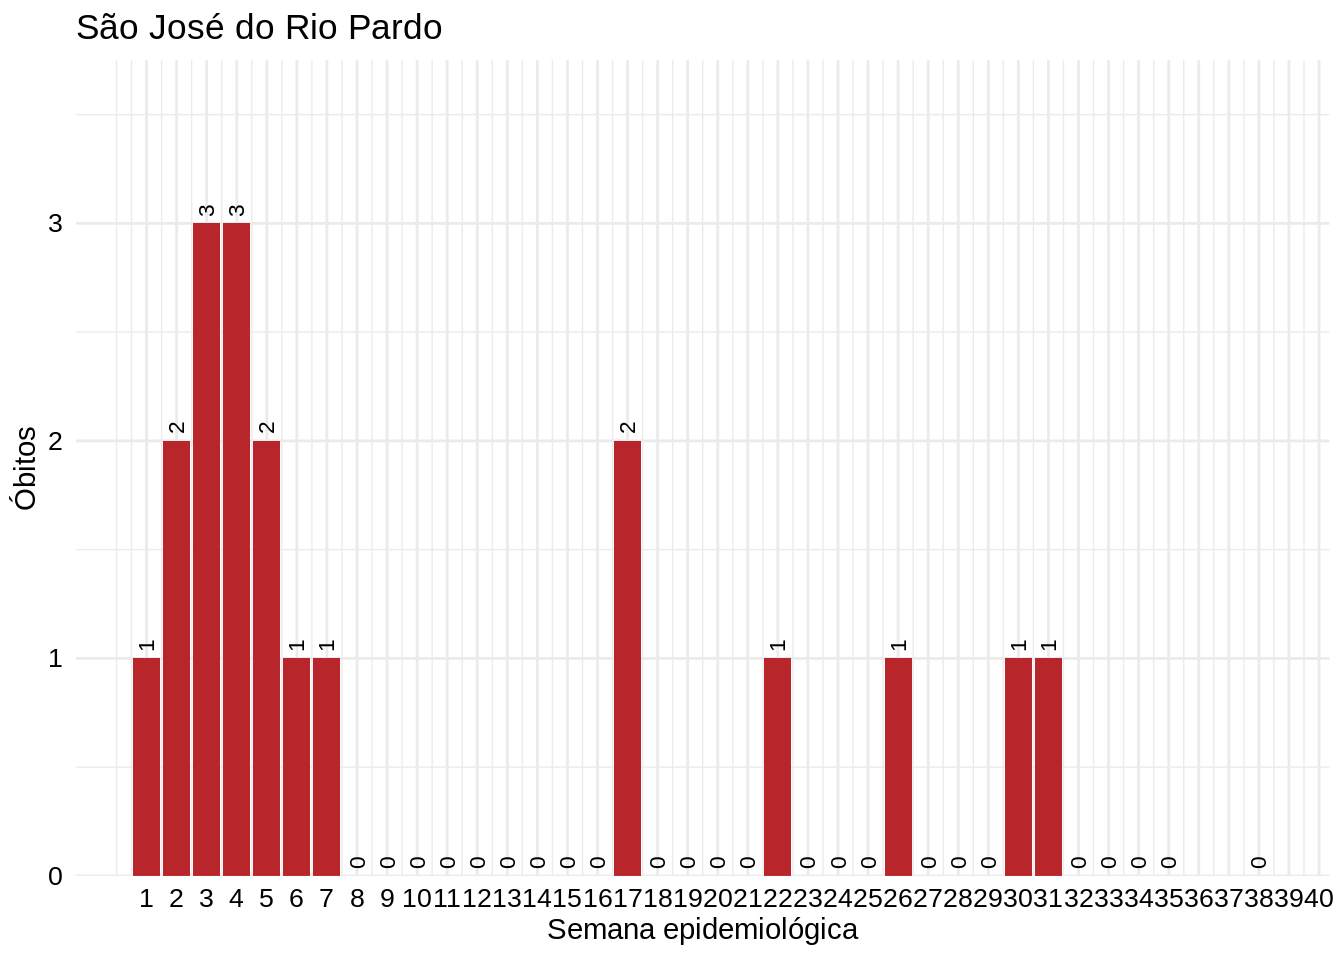 São José do Rio Pardo
Óbitos
3
2
1
0
1 2 3 3 2 1 1 0 0 0 0 0 0 0 0 0 2 0 0 0 0 1 0 0 0 1 0 0 0 1 1 0 0 0 0 0
1 2 3 4 5 6 7 8 9 10 11 12 13 14 15 16 17 18 19 20 21 22 23 24 25 26 27 28 29 30 31 32 33 34 35 36 37 38 39 40
Semana epidemiológica